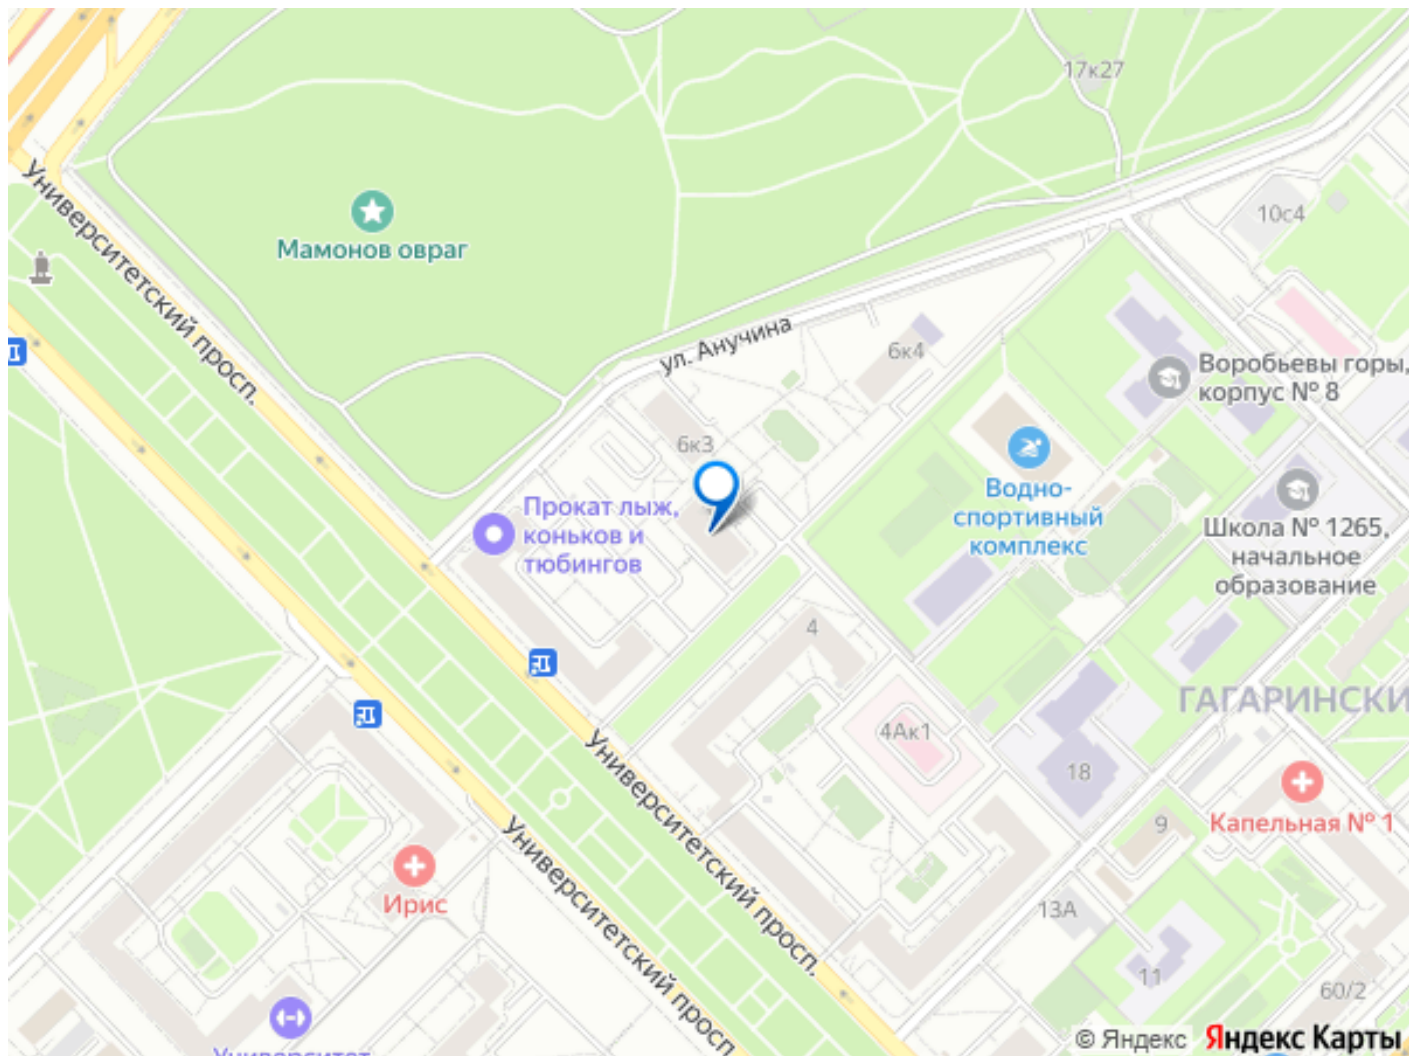 17к27
Университетский просп.
Мамонов овраг
10с4
ул. Анучина
6к4
Воробьевы горы,
корпус № 8
6к3
Водно-
спортивный
комплекс
Прокат лыж,
коньков и
тюбингов
Школа № 1265,
начальное
образование
4
ГАГАРИНСКИ
4Ак1
18
Университетский просп.
Капельная № 1
9
Университетский просп
Ирис
13А
11
60/2
Университет
© Яндекс Яндекс Карты